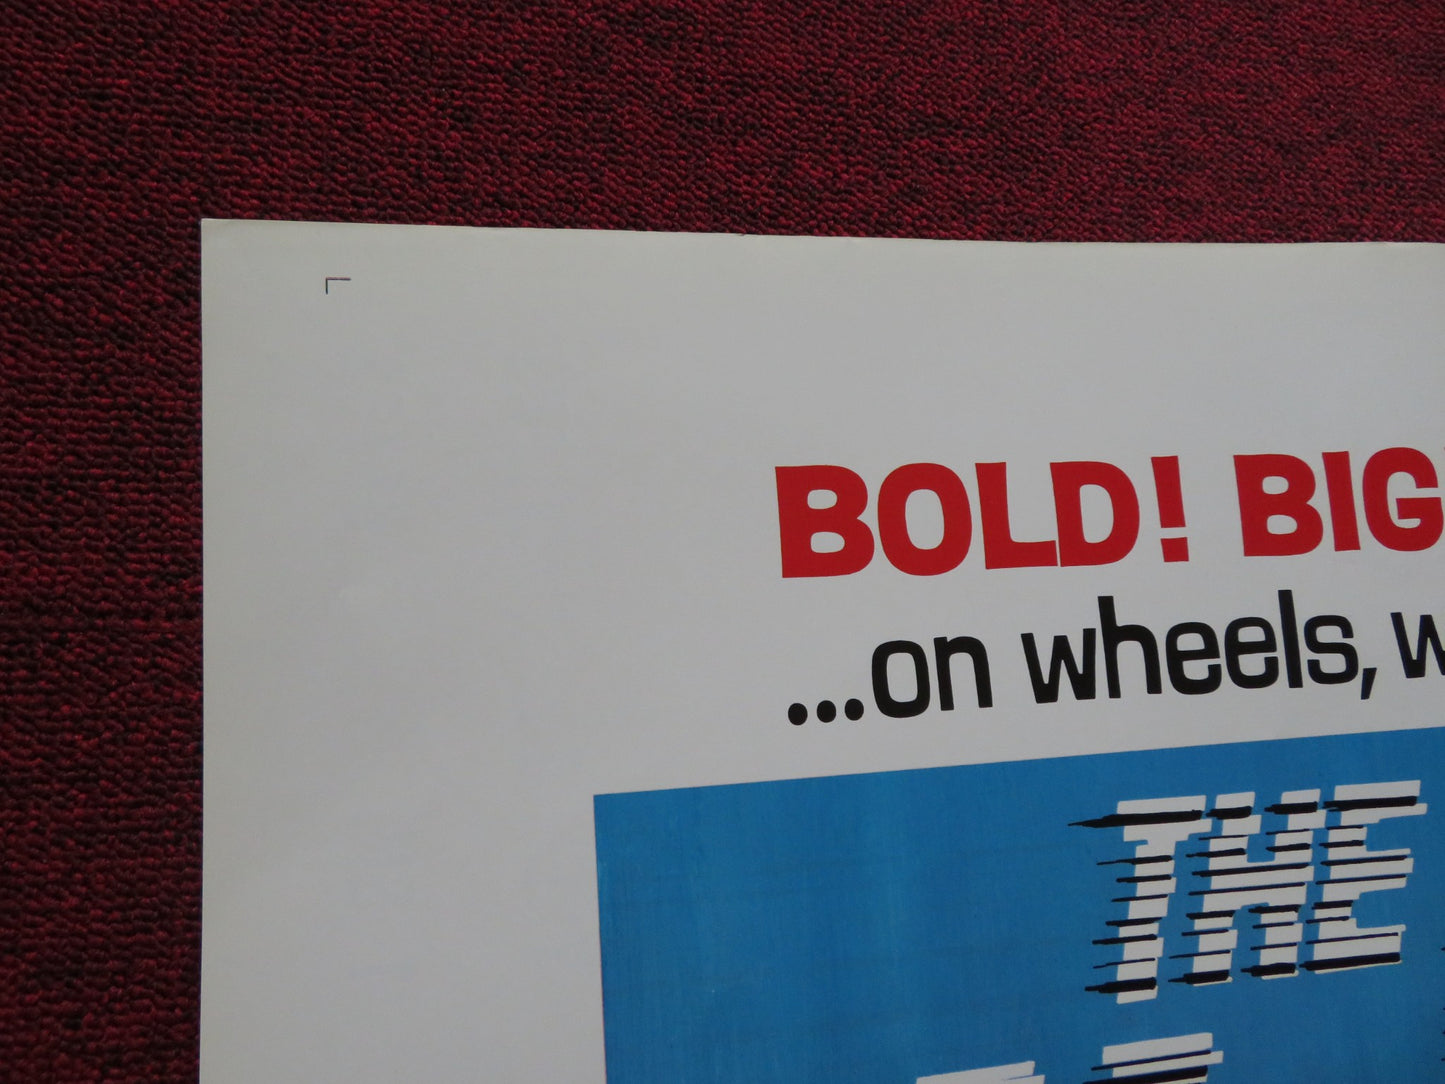 BOLD! BIG
...on wheels, w
THE